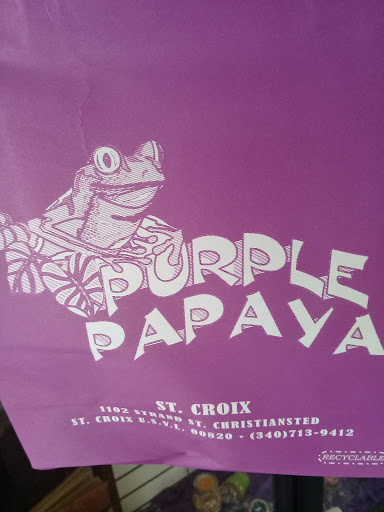 PURPLE
PAPAYA
ST. CROIX
1102 STRAND ST. CHRISTIANSTED
ST. CROIX U.S.V.I. 00820 - (340)713-9412
RECYCLABLE